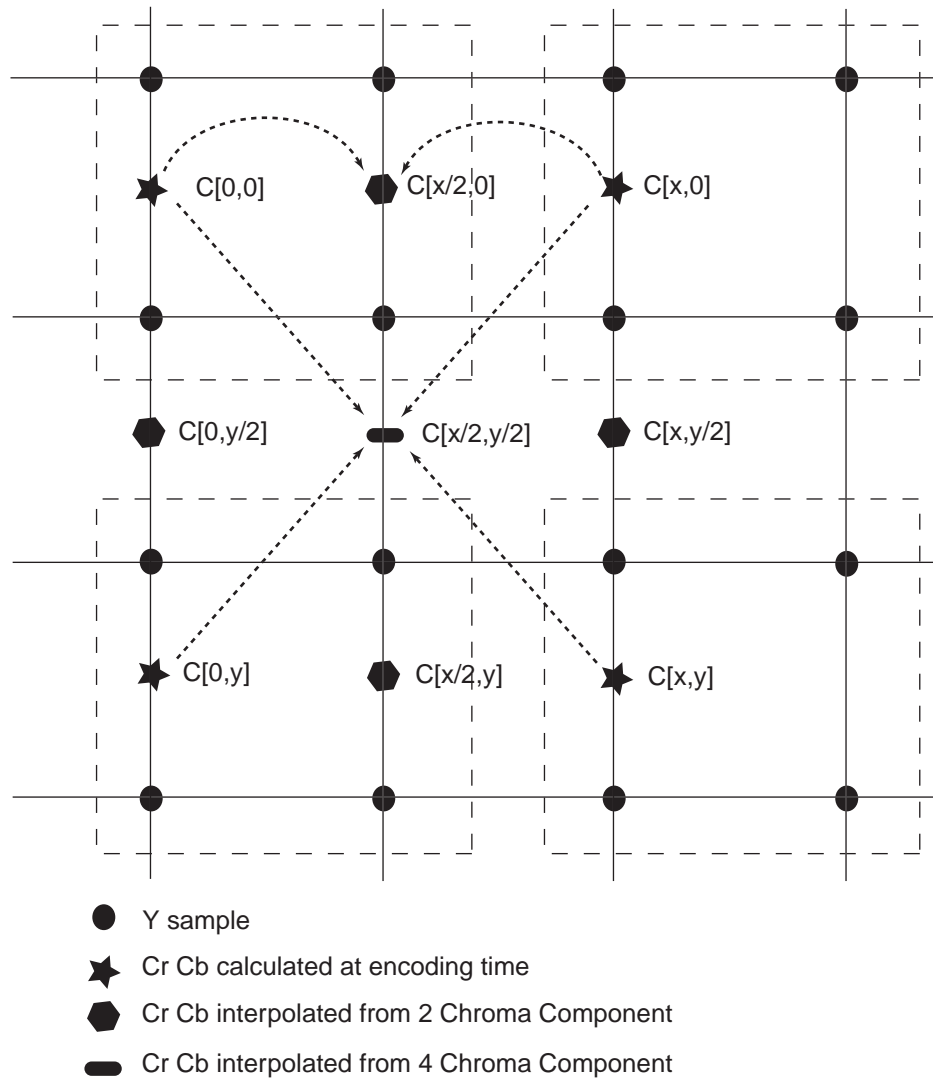 C[0,0]
C[x/2,0]
C[x,0]
C[0,y/2]
C[x/2,y/2]
C[x,y/2]
C[0,y]
C[x/2,y]
C[x,y]
Y sample
Cr Cb calculated at encoding time
Cr Cb interpolated from 2 Chroma Component
Cr Cb interpolated from 4 Chroma Component